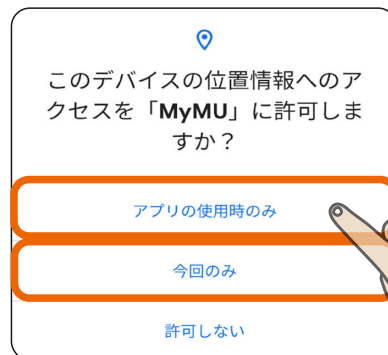 このデバイスの位置情報へのア
クセスを「MyMU」に許可しま
すか？
アプリの使用時のみ
今回のみ
許可しない